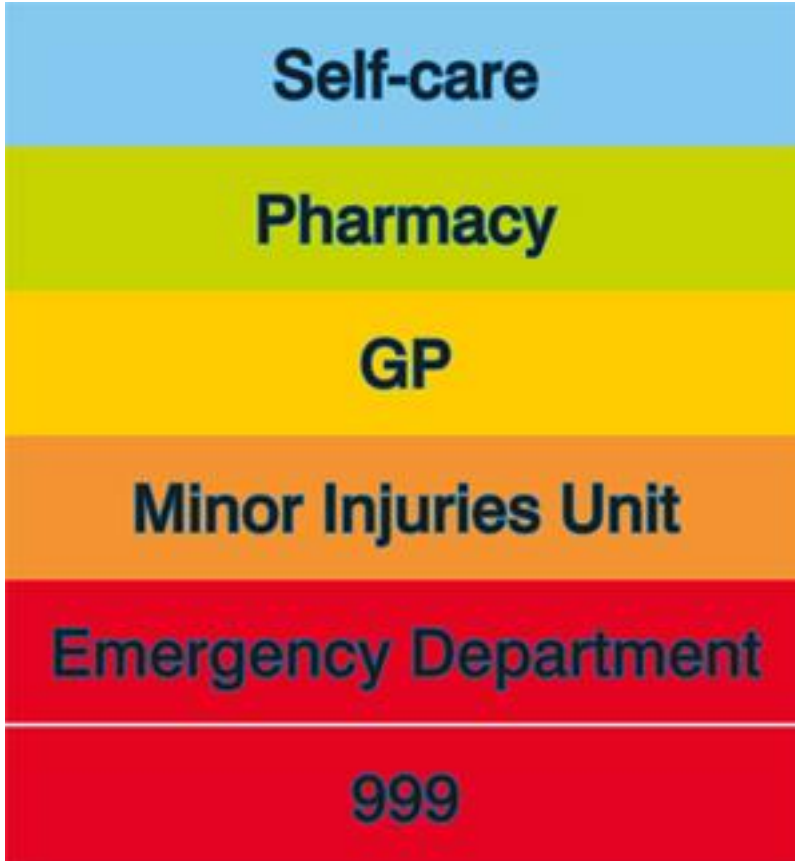 Self-care
Pharmacy
GP
Minor Injuries Unit
Emergency Department
999